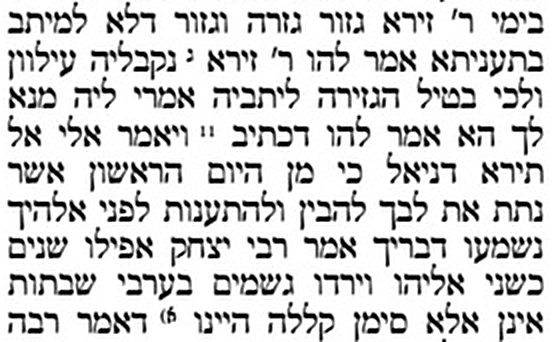 בימי ר׳ זירא גזור גזרה וגזור דלא למיתב
בתעניתא אמר להו ר׳ זירא נקבליה עילוון
ולכי בטיל הגזירה ליתביה אמרי ליה מנא
לך הא אמר להו דכתיב ויאמר אלי אל
תירא דניאל כי מן היום הראשון אשר
נתת את לבך להבין ולהתענות לפני אלהיך
נשמעו דבריך אמר רבי יצחק אפילו שנים
כשני אליהו וירדו גשמים בערבי שבתות
אינן אלא סימן קללה היינו דאמר רבה